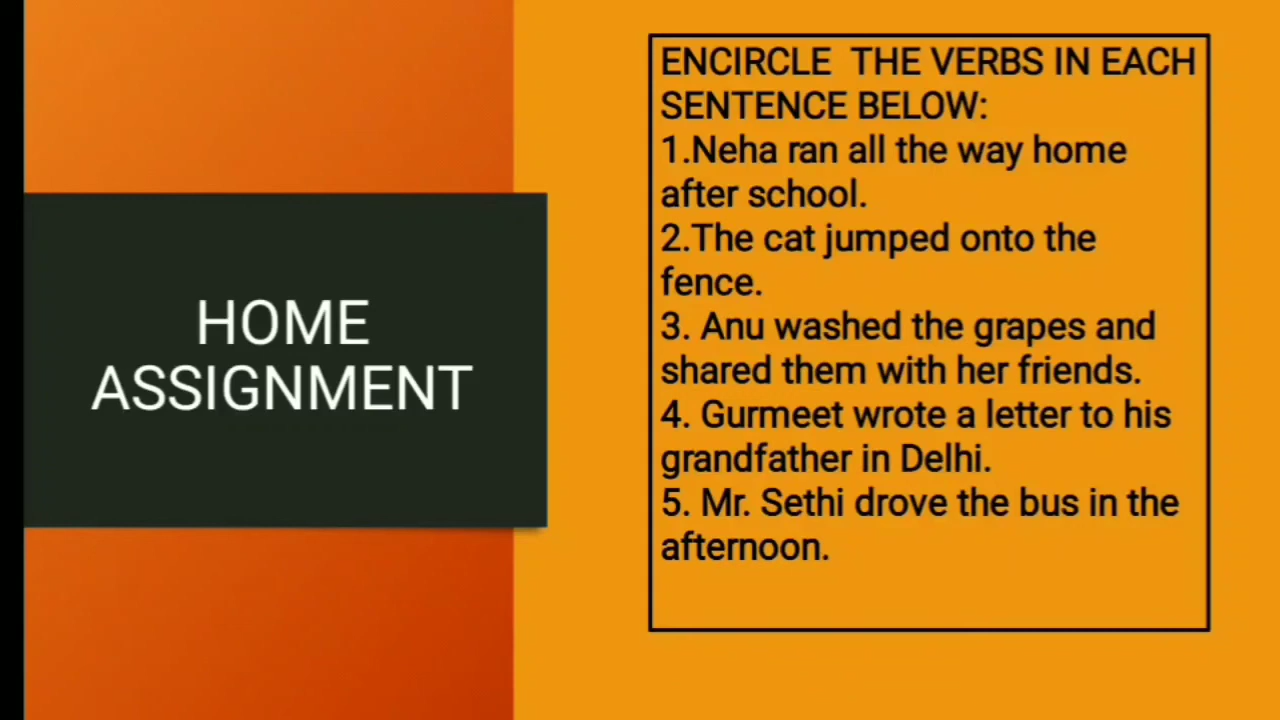 HOME
ASSIGNMENT
ENCIRCLE  THE VERBS IN EACH
SENTENCE BELOW:
1.Neha ran all the way home
after school.
2.The cat jumped onto the
fence.
3. Anu washed the grapes and
shared them with her friends.
4. Gurmeet wrote a letter to his
grandfather in Delhi.
5. Mr. Sethi drove the bus in the
afternoon.